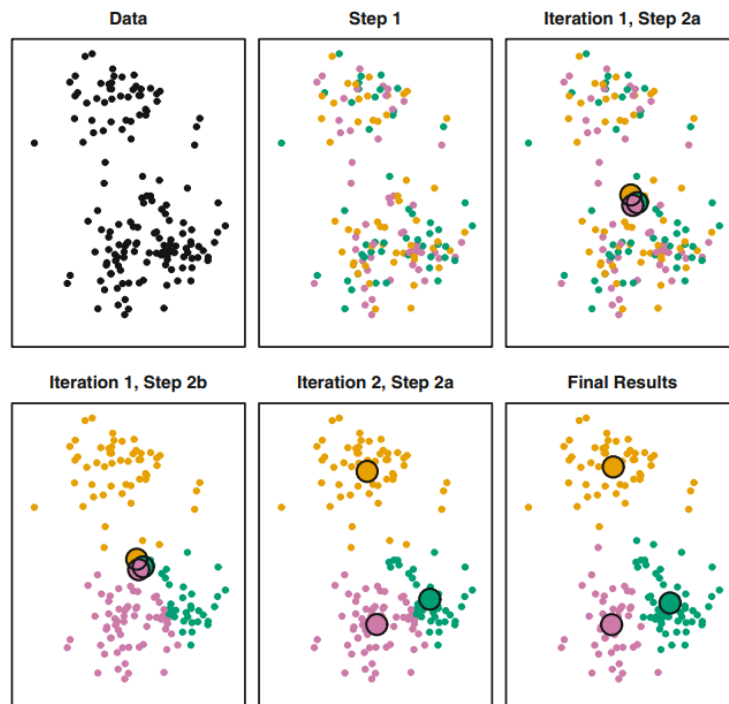 Data
Step 1
Iteration 1, Step 2a
Iteration 1, Step 2b
Iteration 2, Step 2a
Final Results